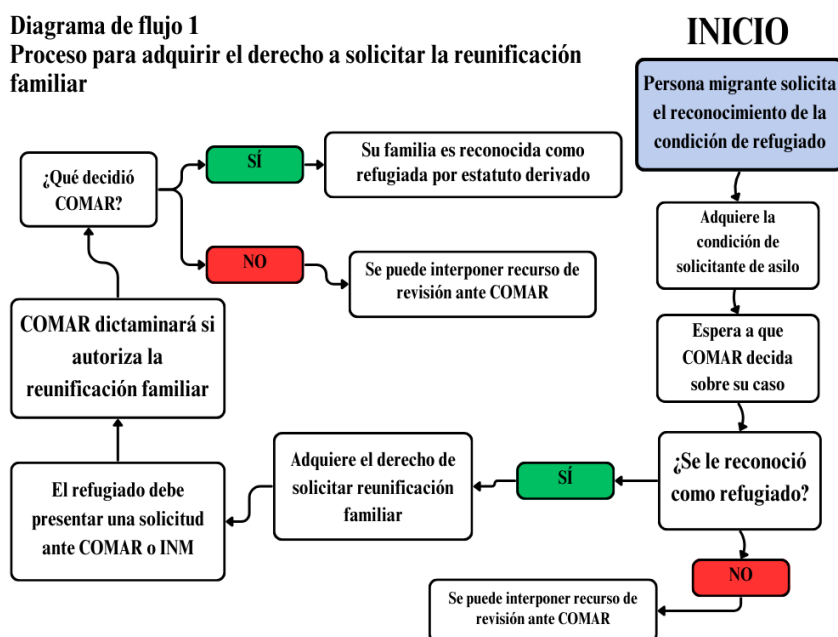 Diagrama de flujo 1
Proceso para adquirir el derecho a solicitar la reunificación
familiar
INICIO
Persona migrante solicita
el reconocimiento de la
condición de refugiado
Adquiere la
condición de
solicitante de asilo
Espera a que
COMAR decida
sobre su caso
¿Se le reconoció
como refugiado?
NO
Se puede interponer recurso de
revisión ante COMAR
SÍ
Adquiere el derecho de
solicitar reunificación
familiar
El refugiado debe
presentar una solicitud
ante COMAR o INM
COMAR dictaminará si
autoriza la
reunificación familiar
¿Qué decidió
COMAR?
SÍ
Su familia es reconocida como
refugiada por estatuto derivado
NO
Se puede interponer recurso de
revisión ante COMAR